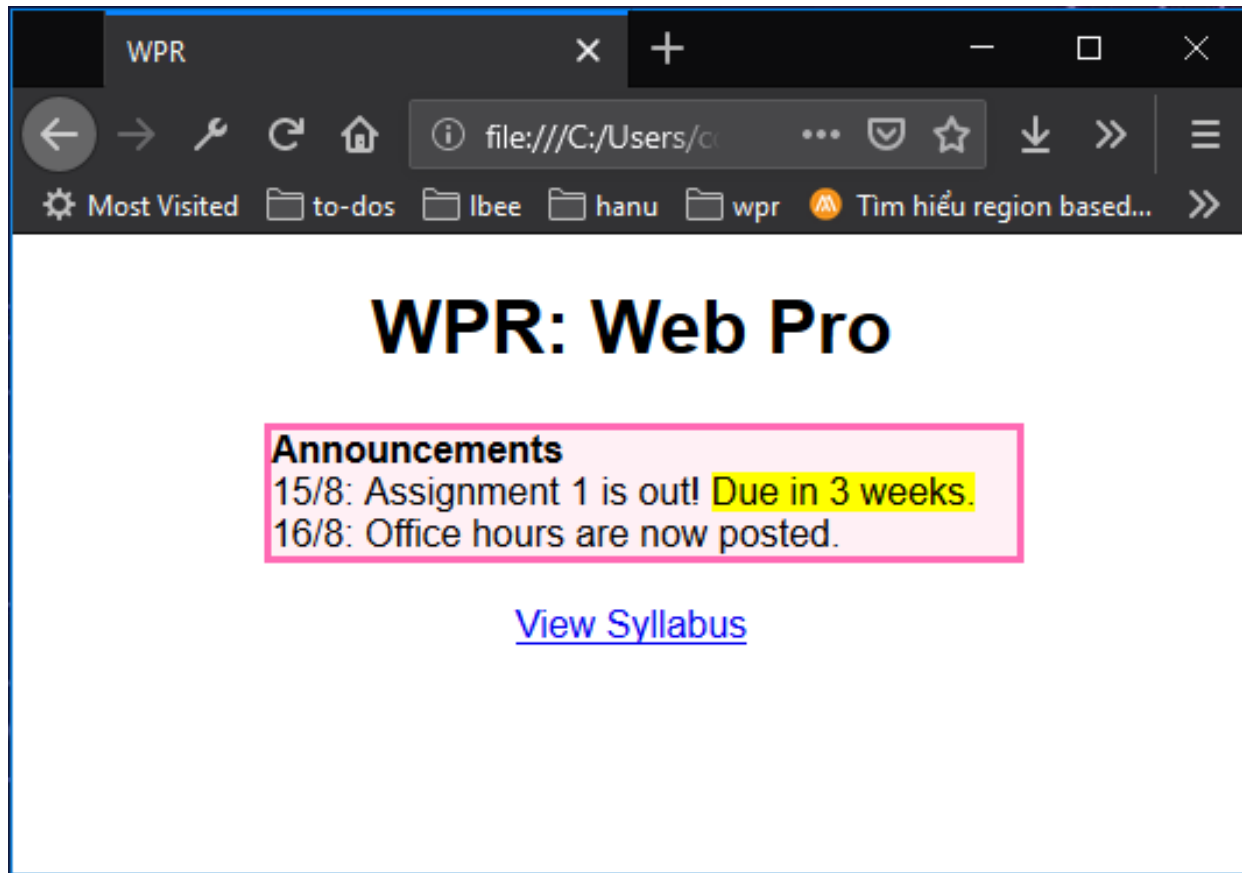 WPR
file:///C:/Users/
Most Visited to-dos lbee hanu wpr Tìm hiểu region based...
WPR: Web Pro
Announcements
15/8: Assignment 1 is out! Due in 3 weeks.
16/8: Office hours are now posted.
View Syllabus